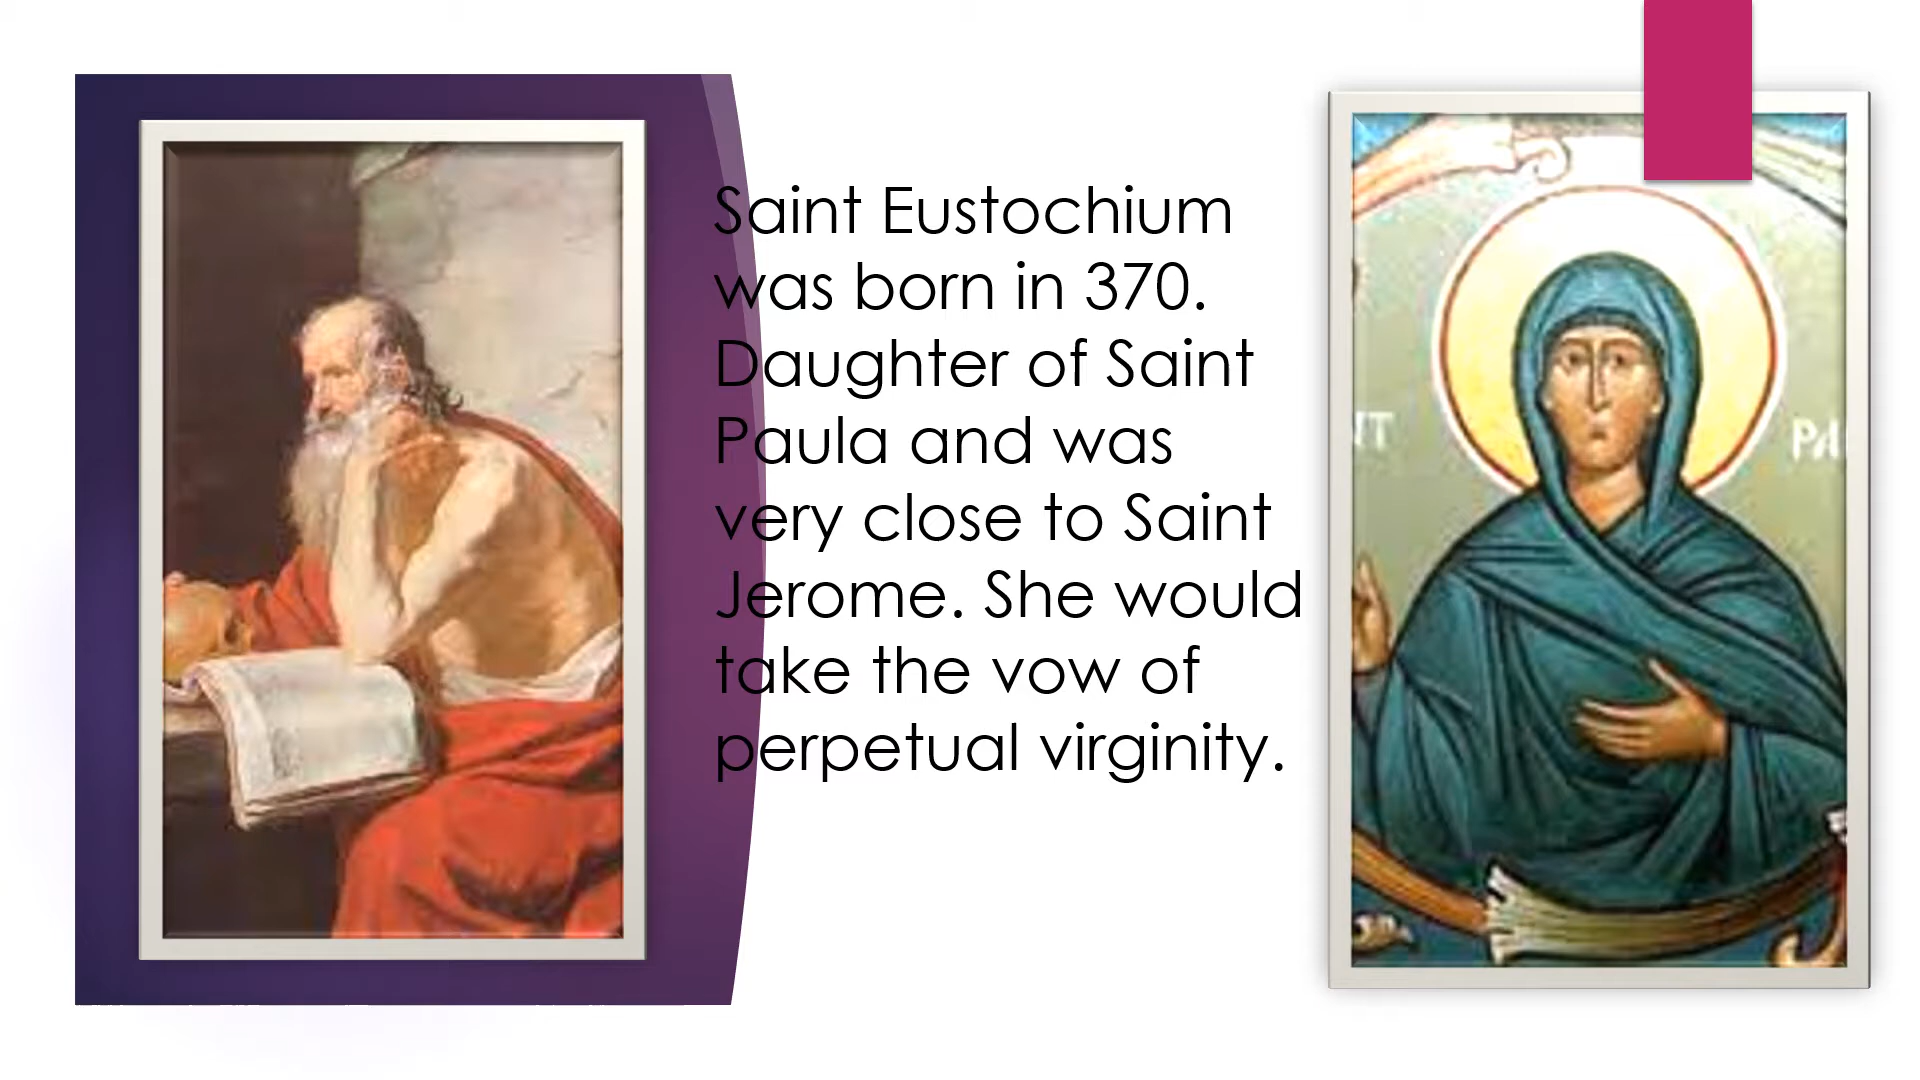 Saint Eustochium
was born in 370.
Daughter of Saint
Paula and was
very close to Saint
Jerome. She would
take the vow of
perpetual virginity.